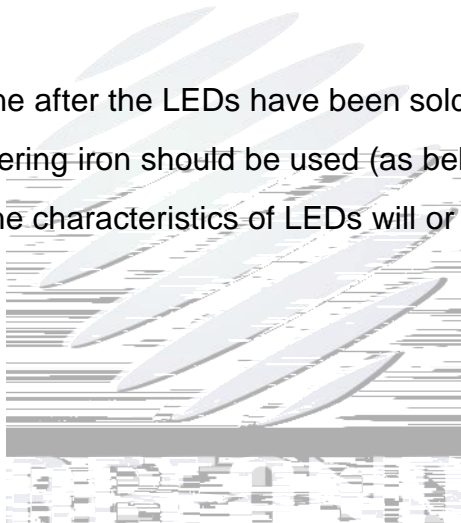 ne after the LEDs have been sold
ering iron should be used (as bel
ne characteristics of LEDs will or